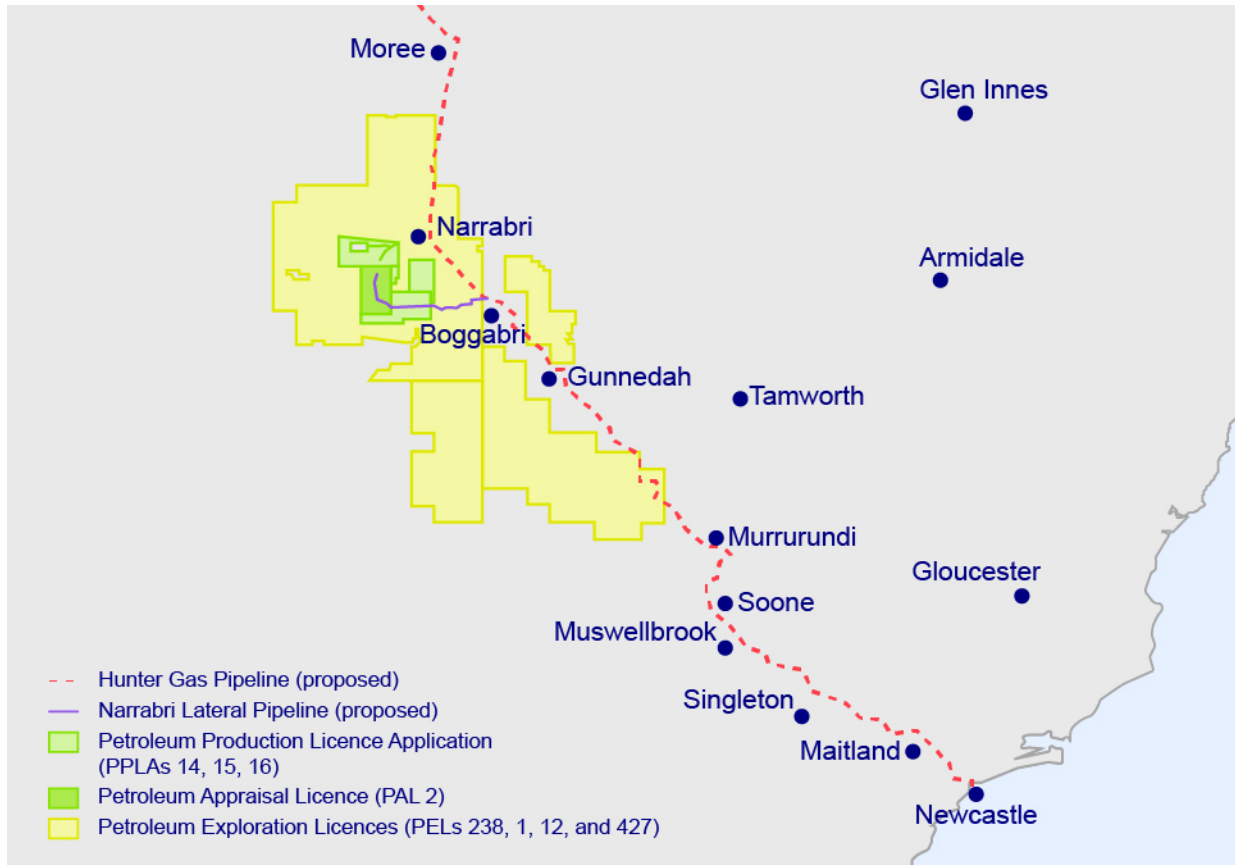 Moree
Glen Innes
Narrabri
Armidale
Boggabri
Gunnedah
Tamworth
Murrurundi
Gloucester
Soone
Muswellbrook
Singleton
Maitland
Newcastle
Hunter Gas Pipeline (proposed)
Narrabri Lateral Pipeline (proposed)
Petroleum Production Licence Application
(PPLAs 14, 15, 16)
Petroleum Appraisal Licence (PAL 2)
Petroleum Exploration Licences (PELs 238, 1, 12, and 427)